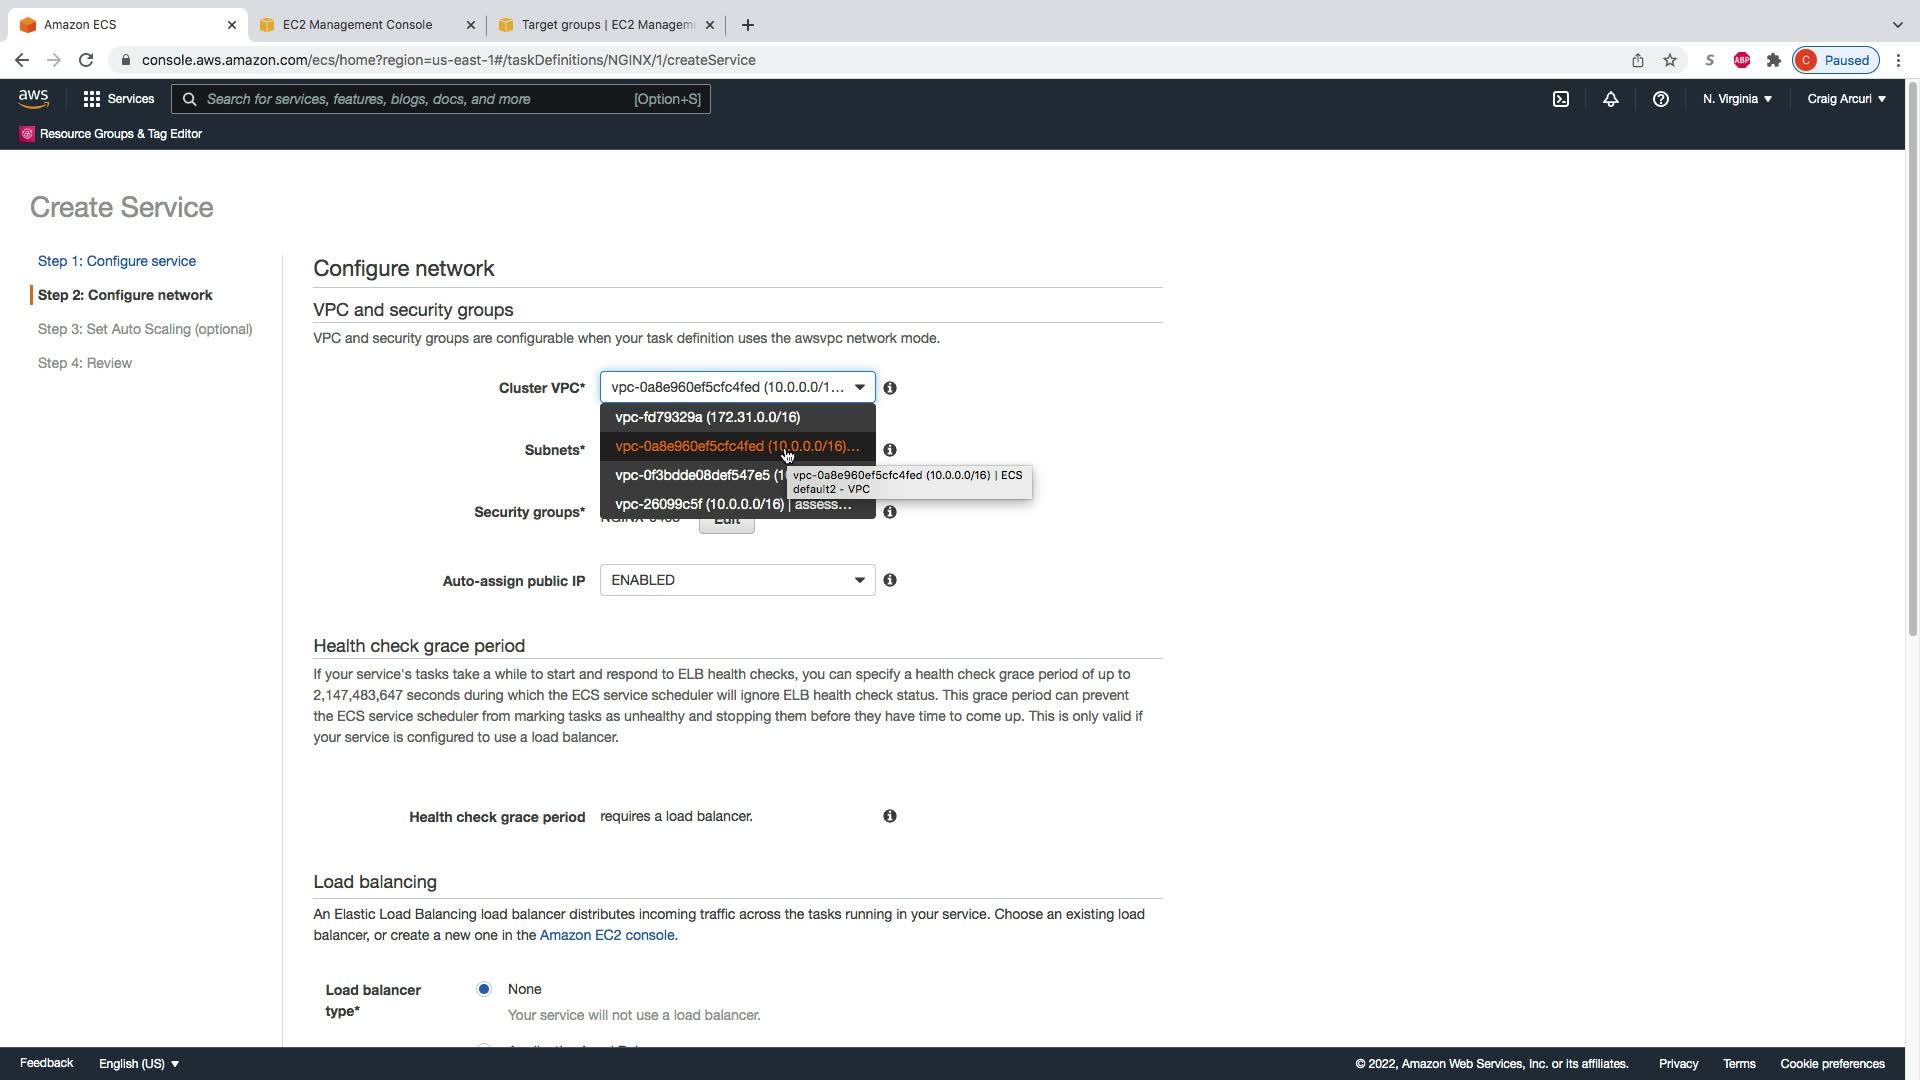 Amazon ECS
EC2 Management Console
Target groups | EC2 Managem
console.aws.amazon.com/ecs/home?region=us-east-1#/taskDefinitions/NGINX/1/createService
S
ABP
C
Paused
aws
Services
Search for services, features, blogs, docs, and more
[Option+S]
N. Virginia
Craig Arcuri
Resource Groups & Tag Editor
Create Service
Step 1: Configure service
Step 2: Configure network
Step 3: Set Auto Scaling (optional)
Step 4: Review
Configure network
VPC and security groups
VPC and security groups are configurable when your task definition uses the awsvpc network mode.
Cluster VPC*
vpc-0a8e960ef5cfc4fed (10.0.0.0/1...
vpc-fd79329a (172.31.0.0/16)
Subnets*
vpc-0a8e960ef5cfc4fed (10.0.0.0/16)...
vpc-0f3bdde08def547e5 (1
vpc-0a8e960ef5cfc4fed (10.0.0.0/16) | ECS
default2 - VPC
vpc-26099c5f (10.0.0.0/16) | assess...
Security groups*
Edit
Auto-assign public IP
ENABLED
Health check grace period
If your service's tasks take a while to start and respond to ELB health checks, you can specify a health check grace period of up to
2,147,483,647 seconds during which the ECS service scheduler will ignore ELB health check status. This grace period can prevent
the ECS service scheduler from marking tasks as unhealthy and stopping them before they have time to come up. This is only valid if
your service is configured to use a load balancer.
Health check grace period
requires a load balancer.
Load balancing
An Elastic Load Balancing load balancer distributes incoming traffic across the tasks running in your service. Choose an existing load
balancer, or create a new one in the Amazon EC2 console.
Load balancer
type*
None
Your service will not use a load balancer.
Feedback
English (US)
© 2022, Amazon Web Services, Inc. or its affiliates.
Privacy
Terms
Cookie preferences